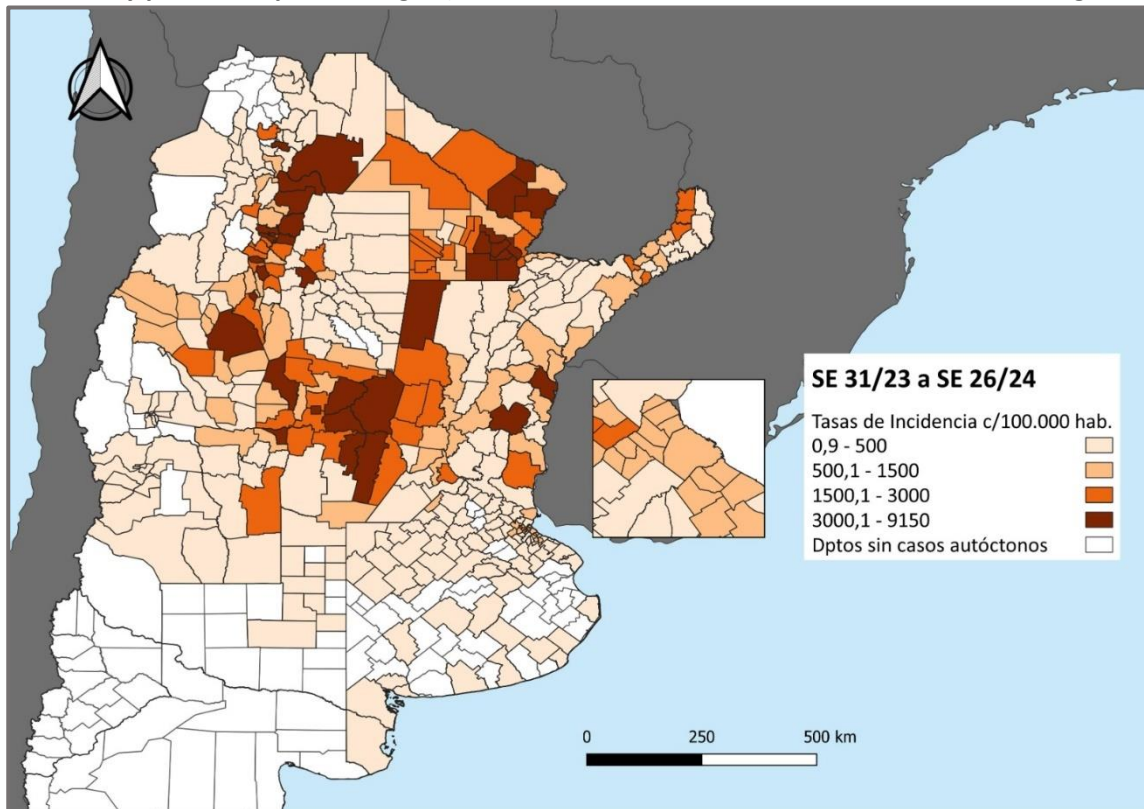 SE 31/23 a SE 26/24
Tasas de Incidencia c/100.000 hab.
0,9 - 500
500,1 - 1500
1500,1 - 3000
3000,1 - 9150
Dptos sin casos autóctonos
0 250 500 km